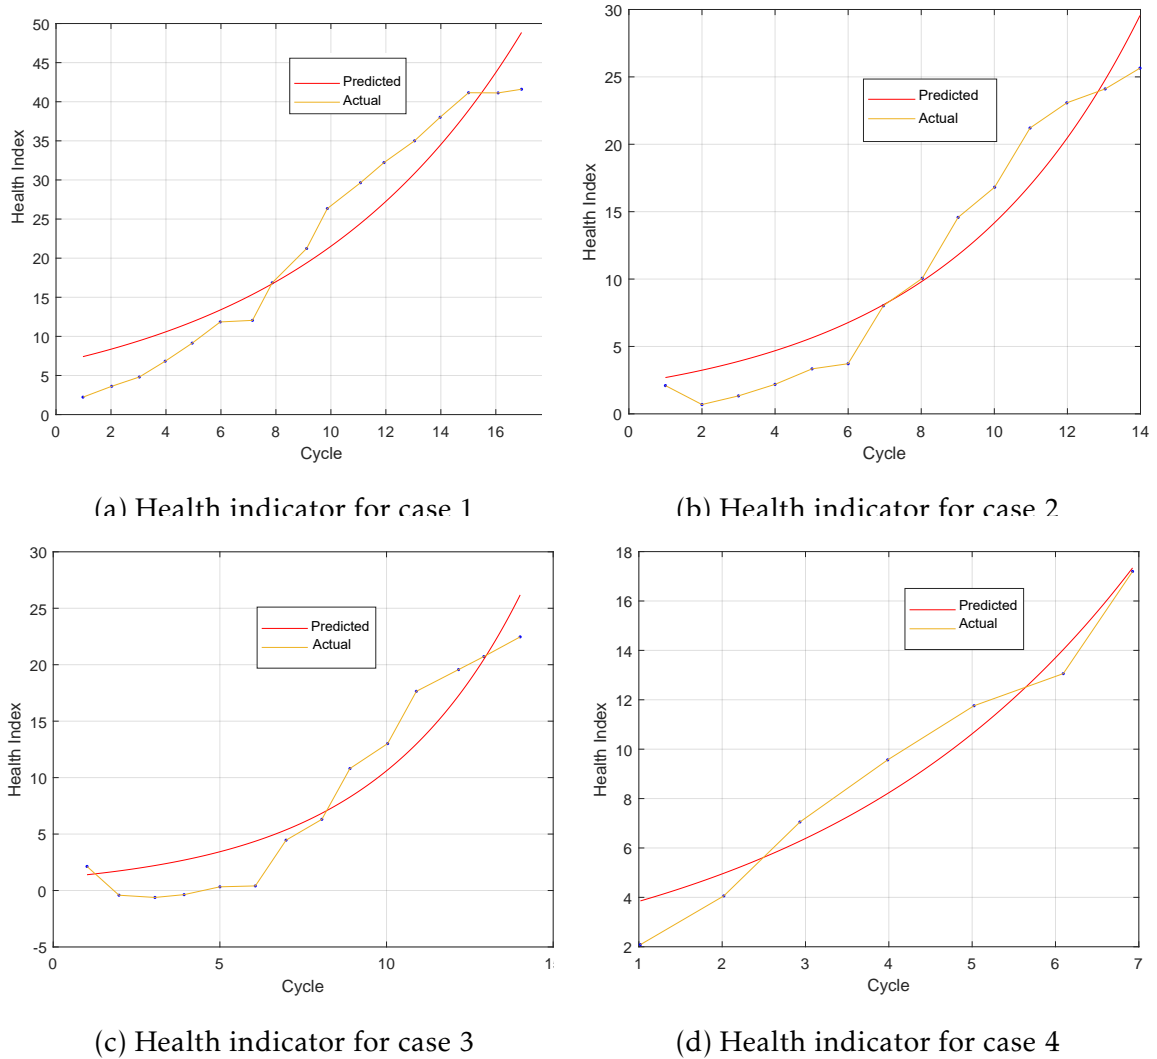 50
45
40
35
30
25
20
15
10
5
0
0 2 4 6 8 10 12 14 16
Health Index
Cycle
Predicted
Actual
(a) Health indicator for case 1
30
25
20
15
10
5
0
0 2 4 6 8 10 12 14
Health Index
Cycle
Predicted
Actual
(b) Health indicator for case 2
30
25
20
15
10
5
0
-5
0 5 10
Health Index
Cycle
Predicted
Actual
(c) Health indicator for case 3
18
16
14
12
10
8
6
4
2
1 2 3 4 5 6 7
Health Index
Cycle
Predicted
Actual
(d) Health indicator for case 4